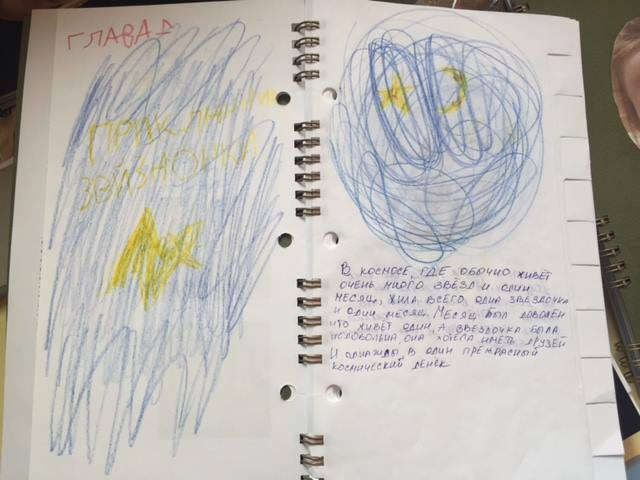 ГЛАВА 1
ПРИКЛЮЧЕНИЕ
ЗВЁЗДОЧКА
В КОСМОСЕ, ГДЕ ОБЫЧНО ЖИВЁТ
ОЧЕНЬ МНОГО ЗВЁЗД И ОДИН
МЕСЯЦ, ЖИЛА ВСЕГО ОДНА ЗВЁЗДОЧКА
И ОДИН МЕСЯЦ. МЕСЯЦ БЫЛ ДОВОЛЕН
ЧТО ЖИВЁТ ОДИН, А ЗВЁЗДОЧКА БЫЛА
НЕДОВОЛЬНА, ОНА ХОТЕЛА ИМЕТЬ ДРУЗЕЙ
И ОДНАЖДЫ, В ОДИН ПРЕКРАСНЫЙ
КОСМИЧЕСКИЙ ДЕНЁК